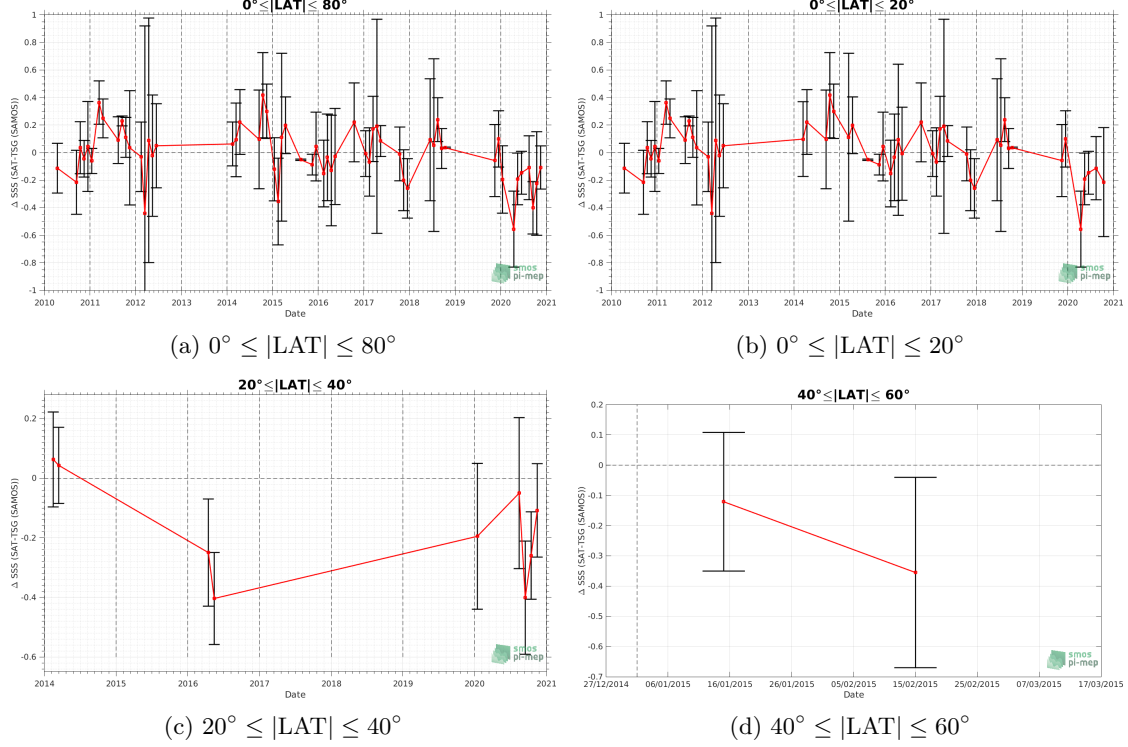 0°≤|LAT|≤ 80°
Δ SSS (SAT-TSG (SAMOS))
1
0.8
0.6
0.4
0.2
0
-0.2
-0.4
-0.6
-0.8
-1
smos
pi-mep
2010 2011 2012 2013 2014 2015 2016 2017 2018 2019 2020 2021
Date
(a) 0° ≤ |LAT| ≤ 80°
0°≤|LAT|≤ 20°
Δ SSS (SAT-TSG (SAMOS))
1
0.8
0.6
0.4
0.2
0
-0.2
-0.4
-0.6
-0.8
-1
smos
pi-mep
2010 2011 2012 2013 2014 2015 2016 2017 2018 2019 2020 2021
Date
(b) 0° ≤ |LAT| ≤ 20°
20°≤|LAT|≤ 40°
Δ SSS (SAT-TSG (SAMOS))
0.2
0
-0.2
-0.4
-0.6
smos
pi-mep
2014 2015 2016 2017 2018 2019 2020 2021
Date
(c) 20° ≤ |LAT| ≤ 40°
40°≤|LAT|≤ 60°
Δ SSS (SAT-TSG (SAMOS))
0.2
0.1
0
-0.1
-0.2
-0.3
-0.4
-0.5
-0.6
-0.7
smos
pi-mep
27/12/2014 06/01/2015 16/01/2015 26/01/2015 05/02/2015 15/02/2015 25/02/2015 07/03/2015 17/03/2015
Date
(d) 40° ≤ |LAT| ≤ 60°